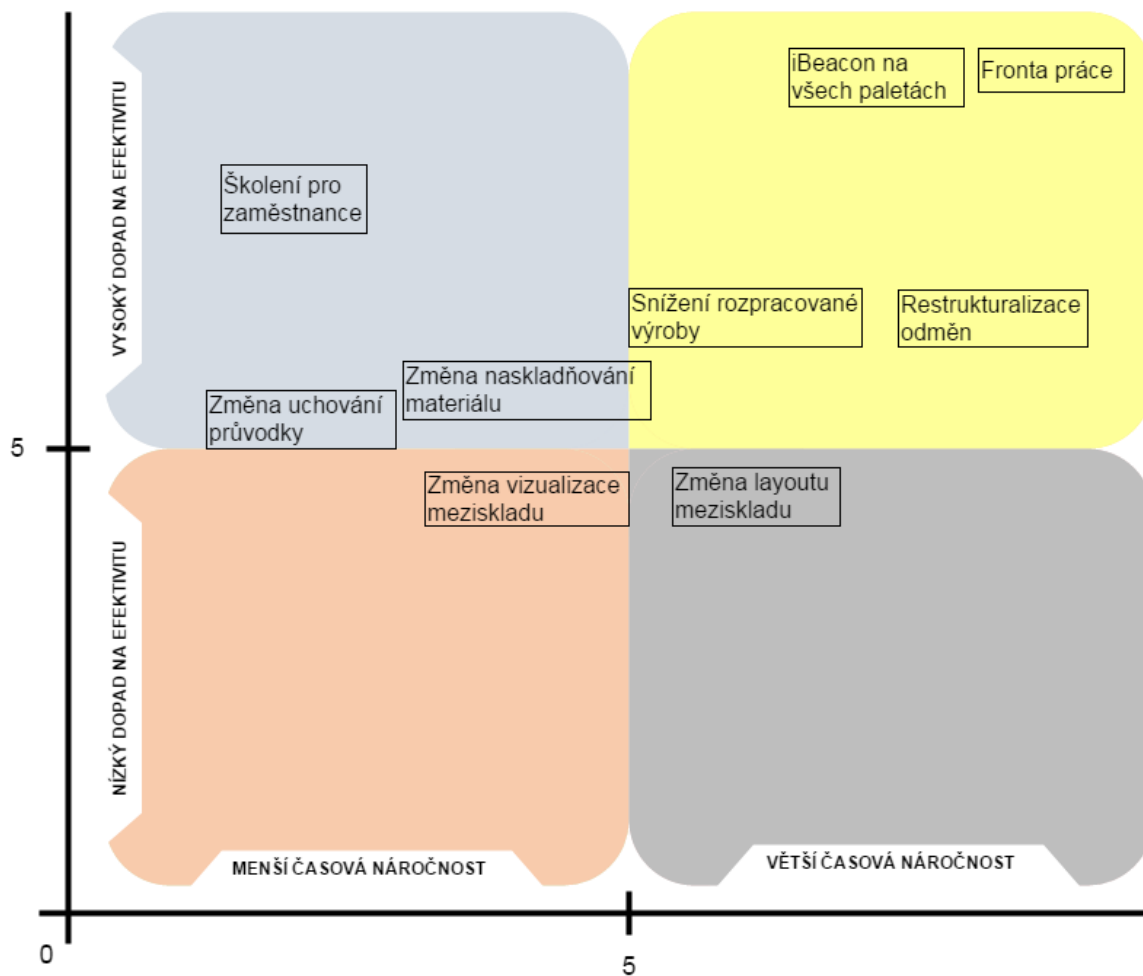 VYSOKÝ DOPAD NA EFEKTIVITU
iBeacon na
všech paletách
Fronta práce
Školení pro
zaměstnance
Snížení rozpracované
výroby
Restrukturalizace
odměn
Změna naskladňování
materiálu
Změna uchování
průvodky
5
Změna vizualizace
meziskladu
Změna layoutu
meziskladu
NÍZKÝ DOPAD NA EFEKTIVITU
MENŠÍ ČASOVÁ NÁROČNOST
VĚTŠÍ ČASOVÁ NÁROČNOST
0
5